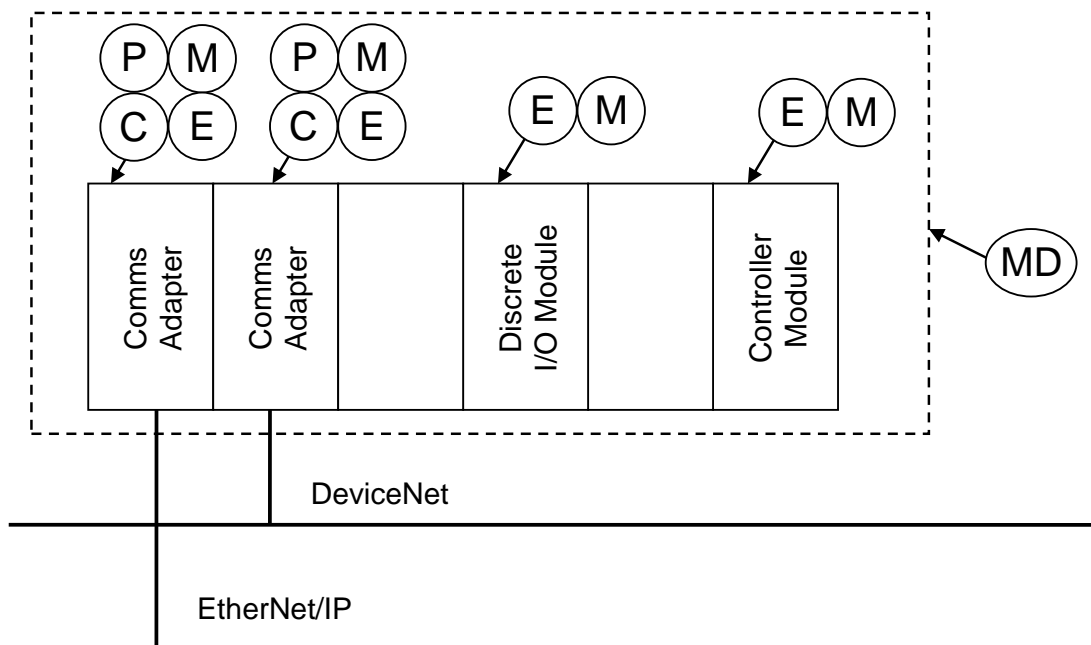 P M P M
C E C E
E M
E M
MD
Comms
Adapter
Comms
Adapter
Discrete
I/O Module
Controller
Module
DeviceNet
EtherNet/IP